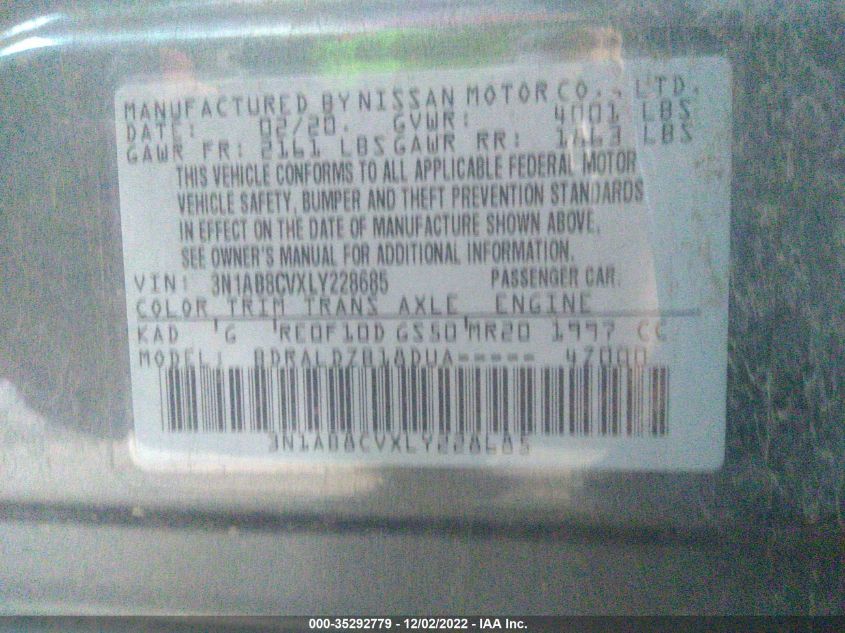 MANUFACTURED BY NISSAN MOTOR CO., LTD.
DATE: 02/20. GVWR: 4001 LBS
GAWR FR: 2161 LBS GAWR RR: 1863 LBS
THIS VEHICLE CONFORMS TO ALL APPLICABLE FEDERAL MOTOR
VEHICLE SAFETY, BUMPER AND THEFT PREVENTION STANDARDS
IN EFFECT ON THE DATE OF MANUFACTURE SHOWN ABOVE.
SEE OWNER'S MANUAL FOR ADDITIONAL INFORMATION.
VIN: 3N1AB8CVXLY228685 PASSENGER CAR.
COLOR TRIM TRANS AXLE ENGINE
KAD 'G 'RE0F10D GS50'MR20 1997 CC
MODEL: BDRALDZB18DUA----- 47000
3N1AB8CVXLY228685
000-35292779 - 12/02/2022 - IAA Inc.